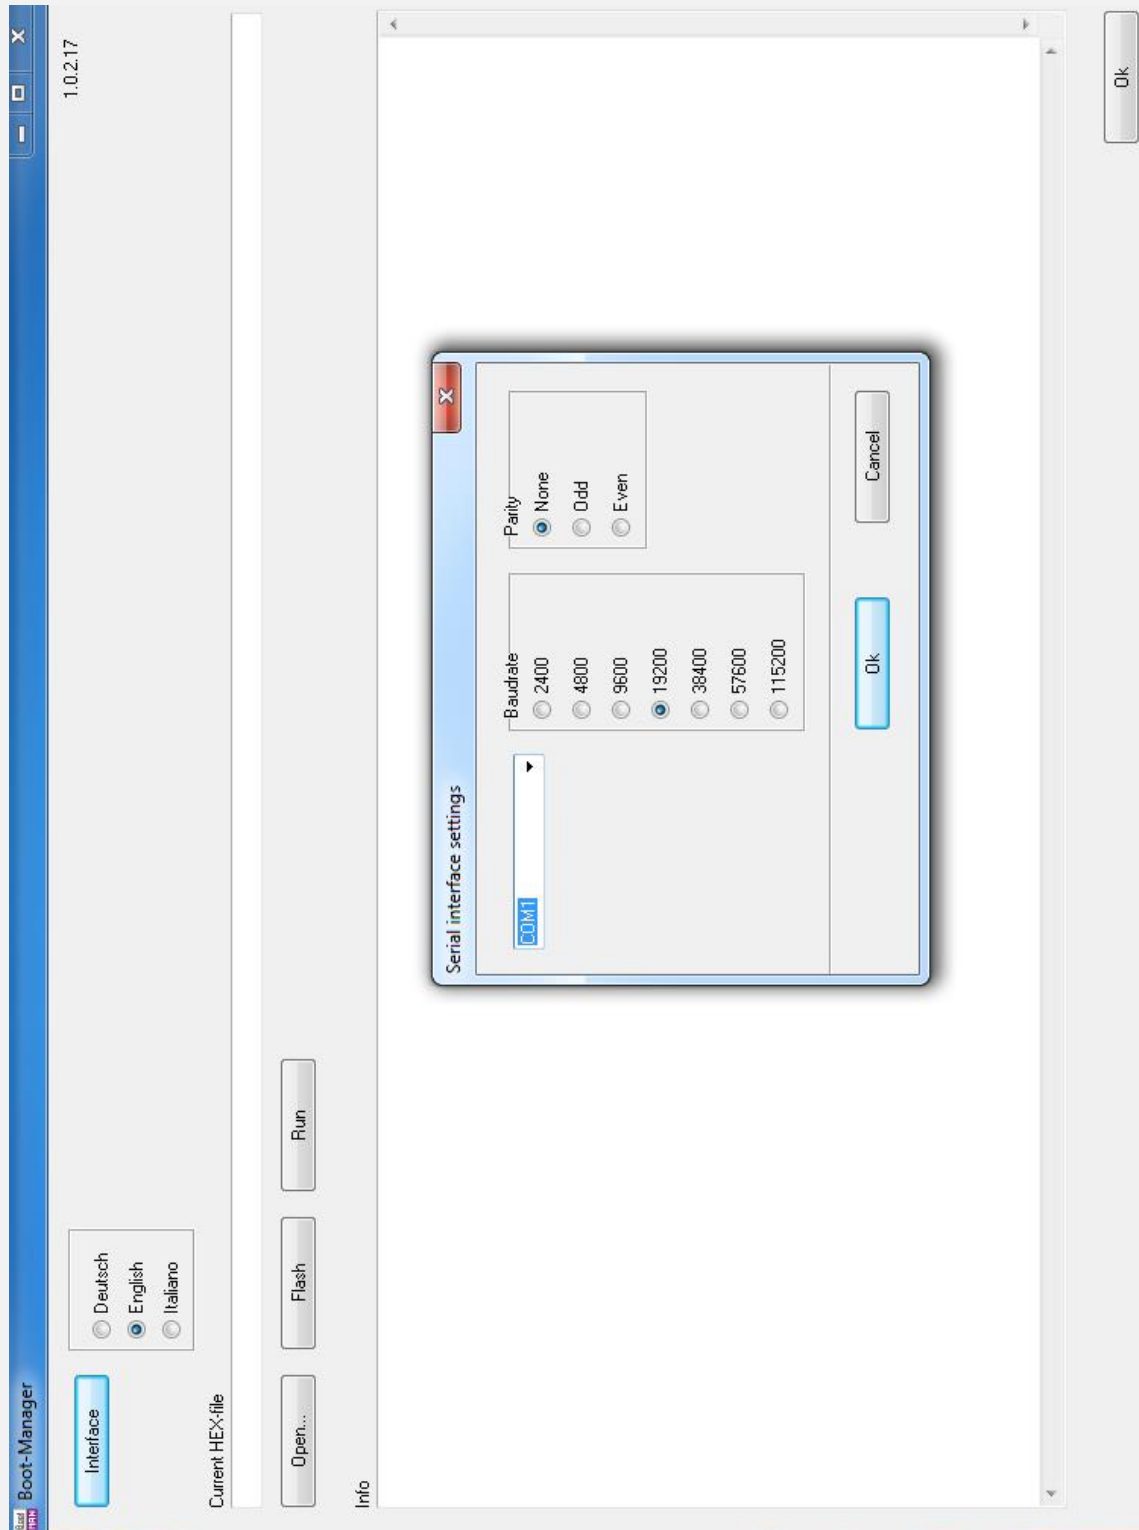 Boot-Manager
1.0.2.17
Interface
Deutsch
English
Italiano
Current HEX-file
Open...
Flash
Run
Info
Serial interface settings
COM1
Baudrate
2400
4800
9600
19200
38400
57600
115200
Parity
None
Odd
Even
Ok
Cancel
Ok